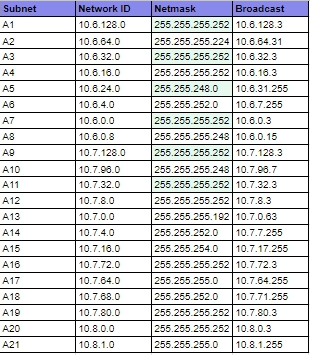 Subnet Network ID Netmask Broadcast
A1 10.6.128.0 255.255.255.252 10.6.128.3
A2 10.6.64.0 255.255.255.224 10.6.64.31
A3 10.6.32.0 255.255.255.252 10.6.32.3
A4 10.6.16.0 255.255.255.252 10.6.16.3
A5 10.6.24.0 255.255.248.0 10.6.31.255
A6 10.6.4.0 255.255.252.0 10.6.7.255
A7 10.6.0.0 255.255.255.252 10.6.0.3
A8 10.6.0.8 255.255.255.248 10.6.0.15
A9 10.7.128.0 255.255.255.252 10.7.128.3
A10 10.7.96.0 255.255.255.248 10.7.96.7
A11 10.7.32.0 255.255.255.252 10.7.32.3
A12 10.7.8.0 255.255.255.252 10.7.8.3
A13 10.7.0.0 255.255.255.192 10.7.0.63
A14 10.7.4.0 255.255.252.0 10.7.7.255
A15 10.7.16.0 255.255.254.0 10.7.17.255
A16 10.7.72.0 255.255.255.252 10.7.72.3
A17 10.7.64.0 255.255.255.0 10.7.64.255
A18 10.7.68.0 255.255.252.0 10.7.71.255
A19 10.7.80.0 255.255.255.252 10.7.80.3
A20 10.8.0.0 255.255.255.252 10.8.0.3
A21 10.8.1.0 255.255.255.0 10.8.1.255